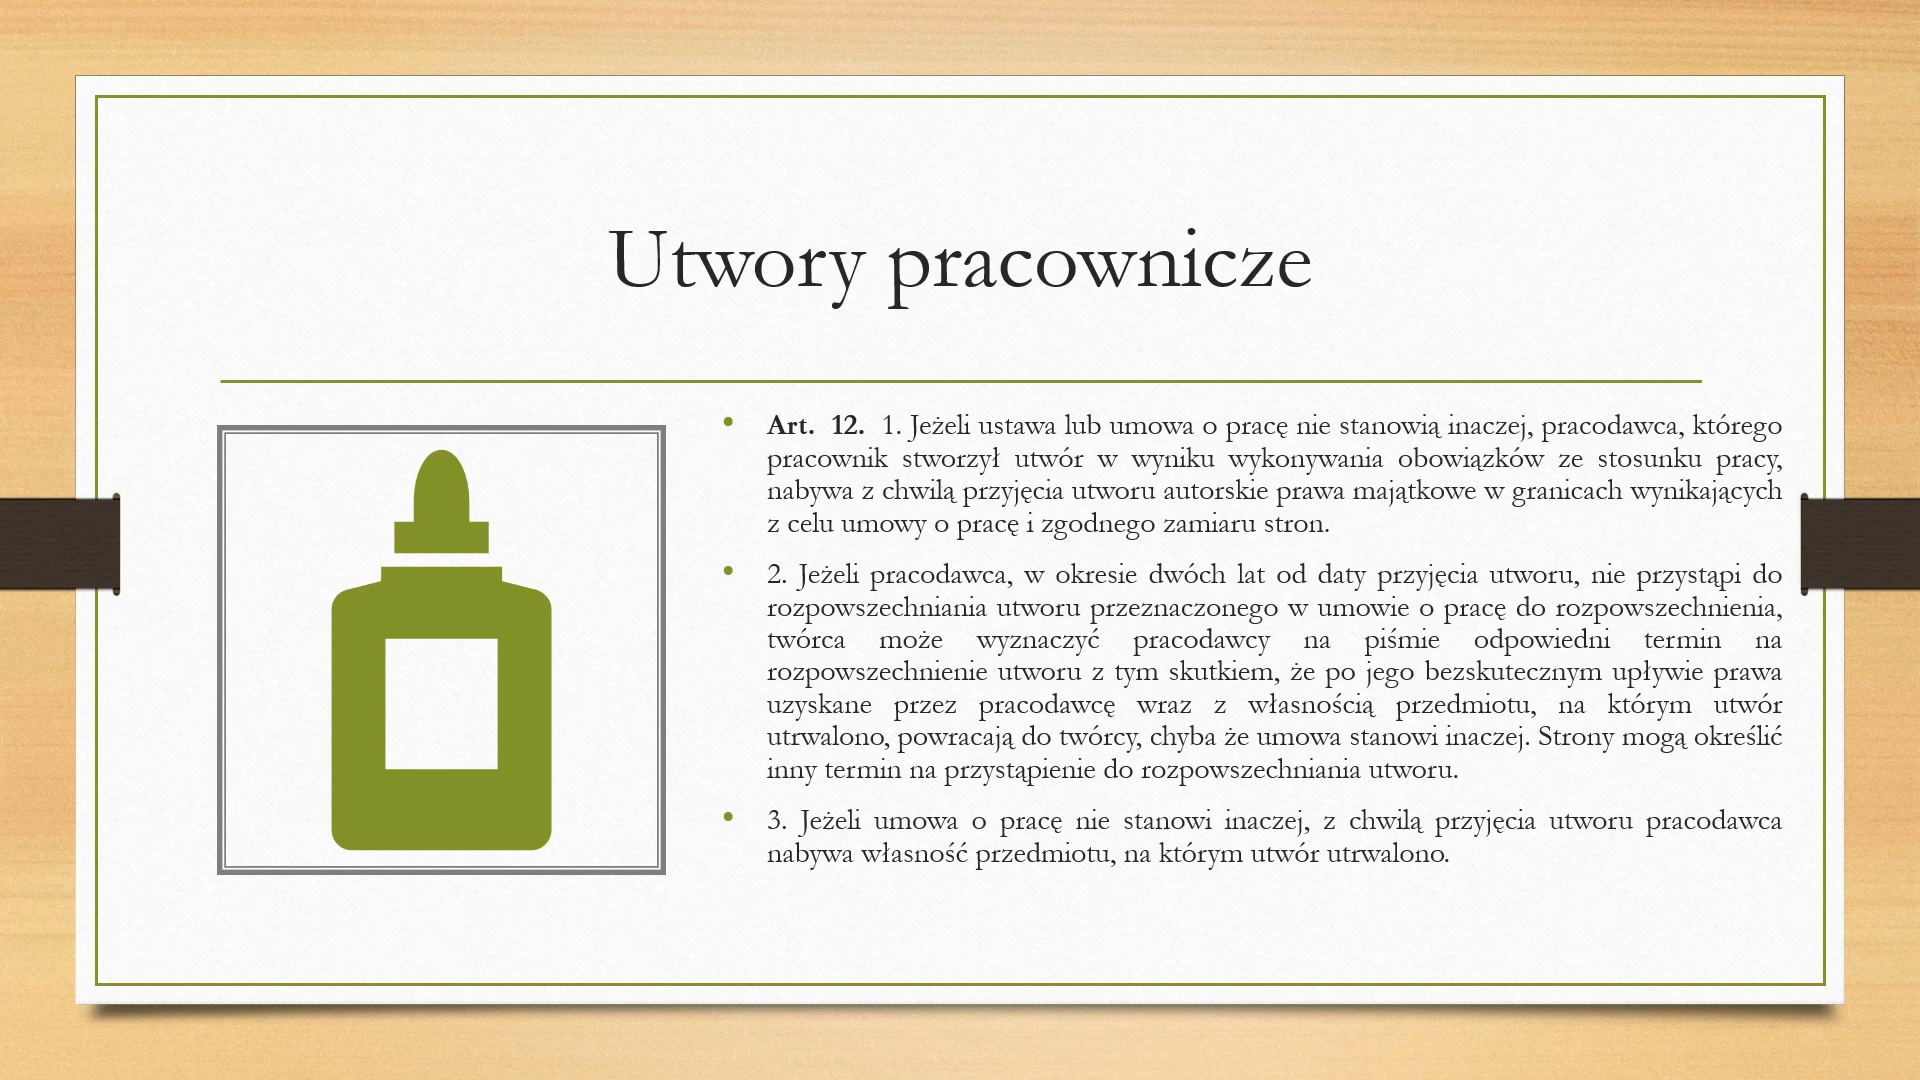 Utwory pracownicze
• Art. 12. 1. Jeżeli ustawa lub umowa o pracę nie stanowią inaczej, pracodawca, którego
pracownik stworzył utwór w wyniku wykonywania obowiązków ze stosunku pracy,
nabywa z chwilą przyjęcia utworu autorskie prawa majątkowe w granicach wynikających
z celu umowy o pracę i zgodnego zamiaru stron.
• 2. Jeżeli pracodawca, w okresie dwóch lat od daty przyjęcia utworu, nie przystąpi do
rozpowszechniania utworu przeznaczonego w umowie o pracę do rozpowszechnienia,
twórca może wyznaczyć pracodawcy na piśmie odpowiedni termin na
rozpowszechnienie utworu z tym skutkiem, że po jego bezskutecznym upływie prawa
uzyskane przez pracodawcę wraz z własnością przedmiotu, na którym utwór
utrwalono, powracają do twórcy, chyba że umowa stanowi inaczej. Strony mogą określić
inny termin na przystąpienie do rozpowszechniania utworu.
• 3. Jeżeli umowa o pracę nie stanowi inaczej, z chwilą przyjęcia utworu pracodawca
nabywa własność przedmiotu, na którym utwór utrwalono.